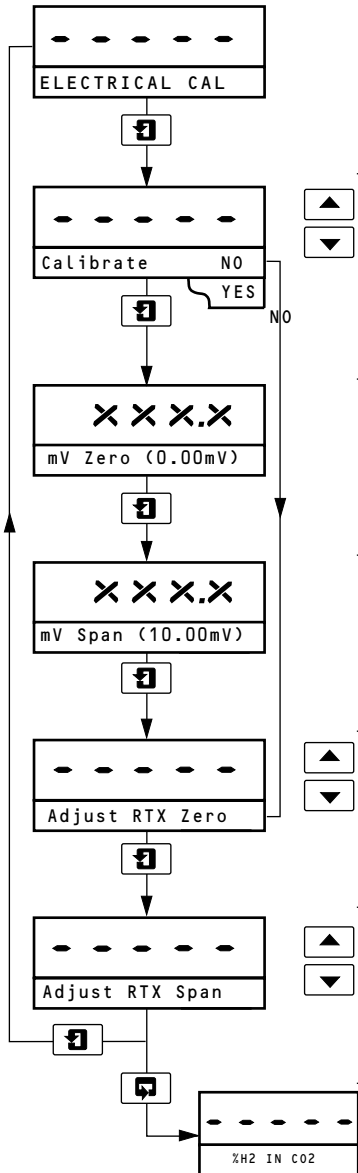 - - - - -
ELECTRICAL CAL
- - - - -
Calibrate NO
YES
NO
XXX.X
mV Zero (0.00mV)
XXX.X
mV Span (10.00mV)
- - - - -
Adjust RTX Zero
- - - - -
Adjust RTX Span
- - - - -
%H2 IN CO2